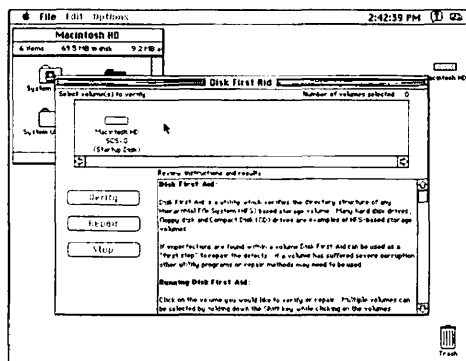 File Edit Options
2:42:39 PM
Macintosh HD
6 items 69.5 MB in disk 9.2 MB
System
Disk First Aid
Macintosh HD
Select volume(s) to verify
Number of volumes selected: 0
System
Macintosh HD
SCSI 0
(Startup Disk)
Review instructions and results
Verify
Repair
Stop
Disk First Aid:
Disk First Aid is a utility which verifies the directory structure of any
Hierarchial File System (HFS) based storage volume. Many hard disk drives,
floppy disk and Compact Disk (CD) drives are examples of HFS-based storage
volumes.
If imperfections are found within a volume Disk First Aid can be used as a
"first step" to repair the defects. If a volume has suffered severe corruption
other utility programs or repair methods may need to be used.
Running Disk First Aid:
Click on the volume you would like to verify or repair. Multiple volumes can
be selected by holding down the Shift key while clicking on the volumes.
Trash